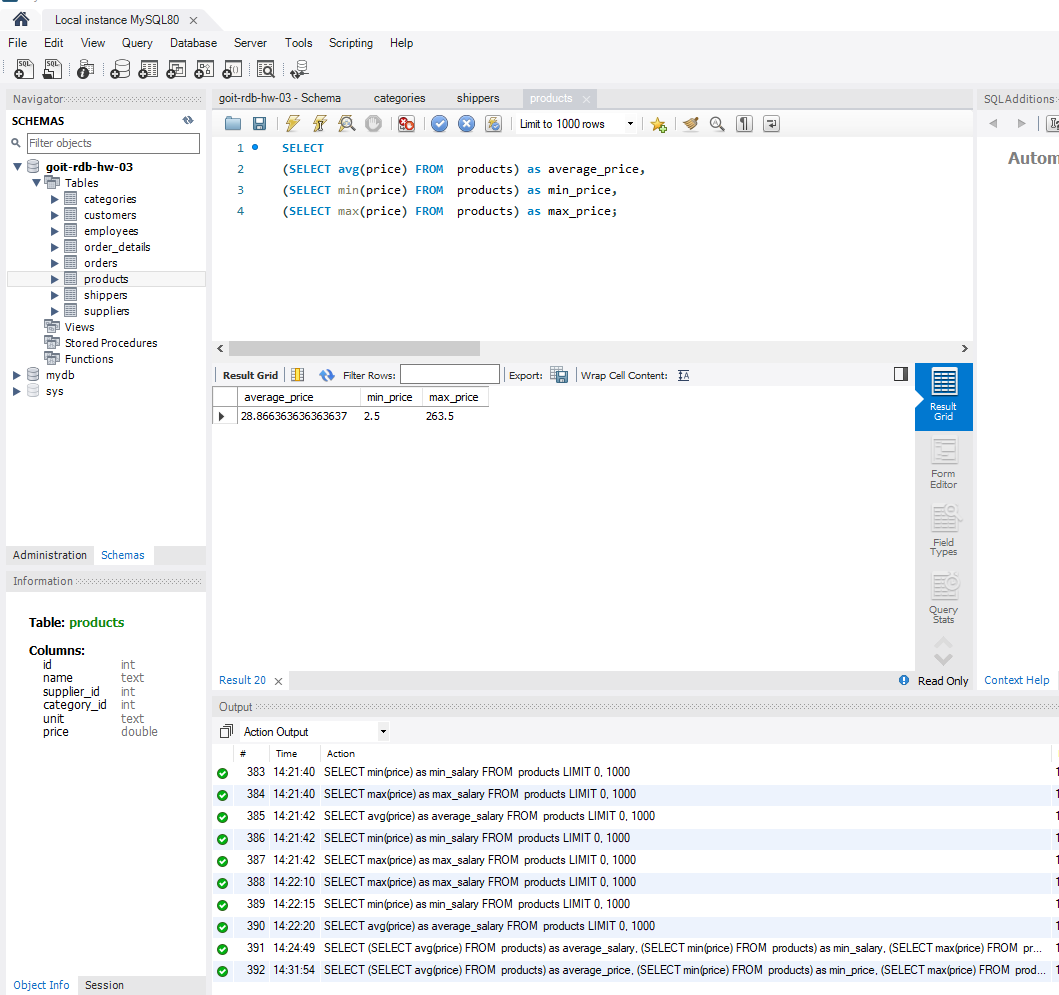 Local instance MySQL80 ×
File Edit View Query Database Server Tools Scripting Help
Navigator
SCHEMAS
Filter objects
goit-rdb-hw-03
Tables
categories
customers
employees
order_details
orders
products
shippers
suppliers
Views
Stored Procedures
Functions
mydb
sys
Administration Schemas
Information
Table: products
Columns:
id int
name text
supplier_id int
category_id int
unit text
price double
Object Info Session
goit-rdb-hw-03 - Schema categories shippers products ×
Limit to 1000 rows
1 SELECT
2 (SELECT avg(price) FROM products) as average_price,
3 (SELECT min(price) FROM products) as min_price,
4 (SELECT max(price) FROM products) as max_price;
Result Grid Filter Rows: Export: Wrap Cell Content:
average_price min_price max_price
28.866363636363637 2.5 263.5
Result Grid
Form Editor
Field Types
Query Stats
Result 20 × Read Only
Output
Action Output
# Time Action
383 14:21:40 SELECT min(price) as min_salary FROM products LIMIT 0, 1000
384 14:21:40 SELECT max(price) as max_salary FROM products LIMIT 0, 1000
385 14:21:42 SELECT avg(price) as average_salary FROM products LIMIT 0, 1000
386 14:21:42 SELECT min(price) as min_salary FROM products LIMIT 0, 1000
387 14:21:42 SELECT max(price) as max_salary FROM products LIMIT 0, 1000
388 14:22:10 SELECT max(price) as max_salary FROM products LIMIT 0, 1000
389 14:22:15 SELECT min(price) as min_salary FROM products LIMIT 0, 1000
390 14:22:20 SELECT avg(price) as average_salary FROM products LIMIT 0, 1000
391 14:24:49 SELECT (SELECT avg(price) FROM products) as average_salary, (SELECT min(price) FROM products) as min_salary, (SELECT max(price) FROM pr...
392 14:31:54 SELECT (SELECT avg(price) FROM products) as average_price, (SELECT min(price) FROM products) as min_price, (SELECT max(price) FROM prod...
SQLAdditions
Autom
Context Help